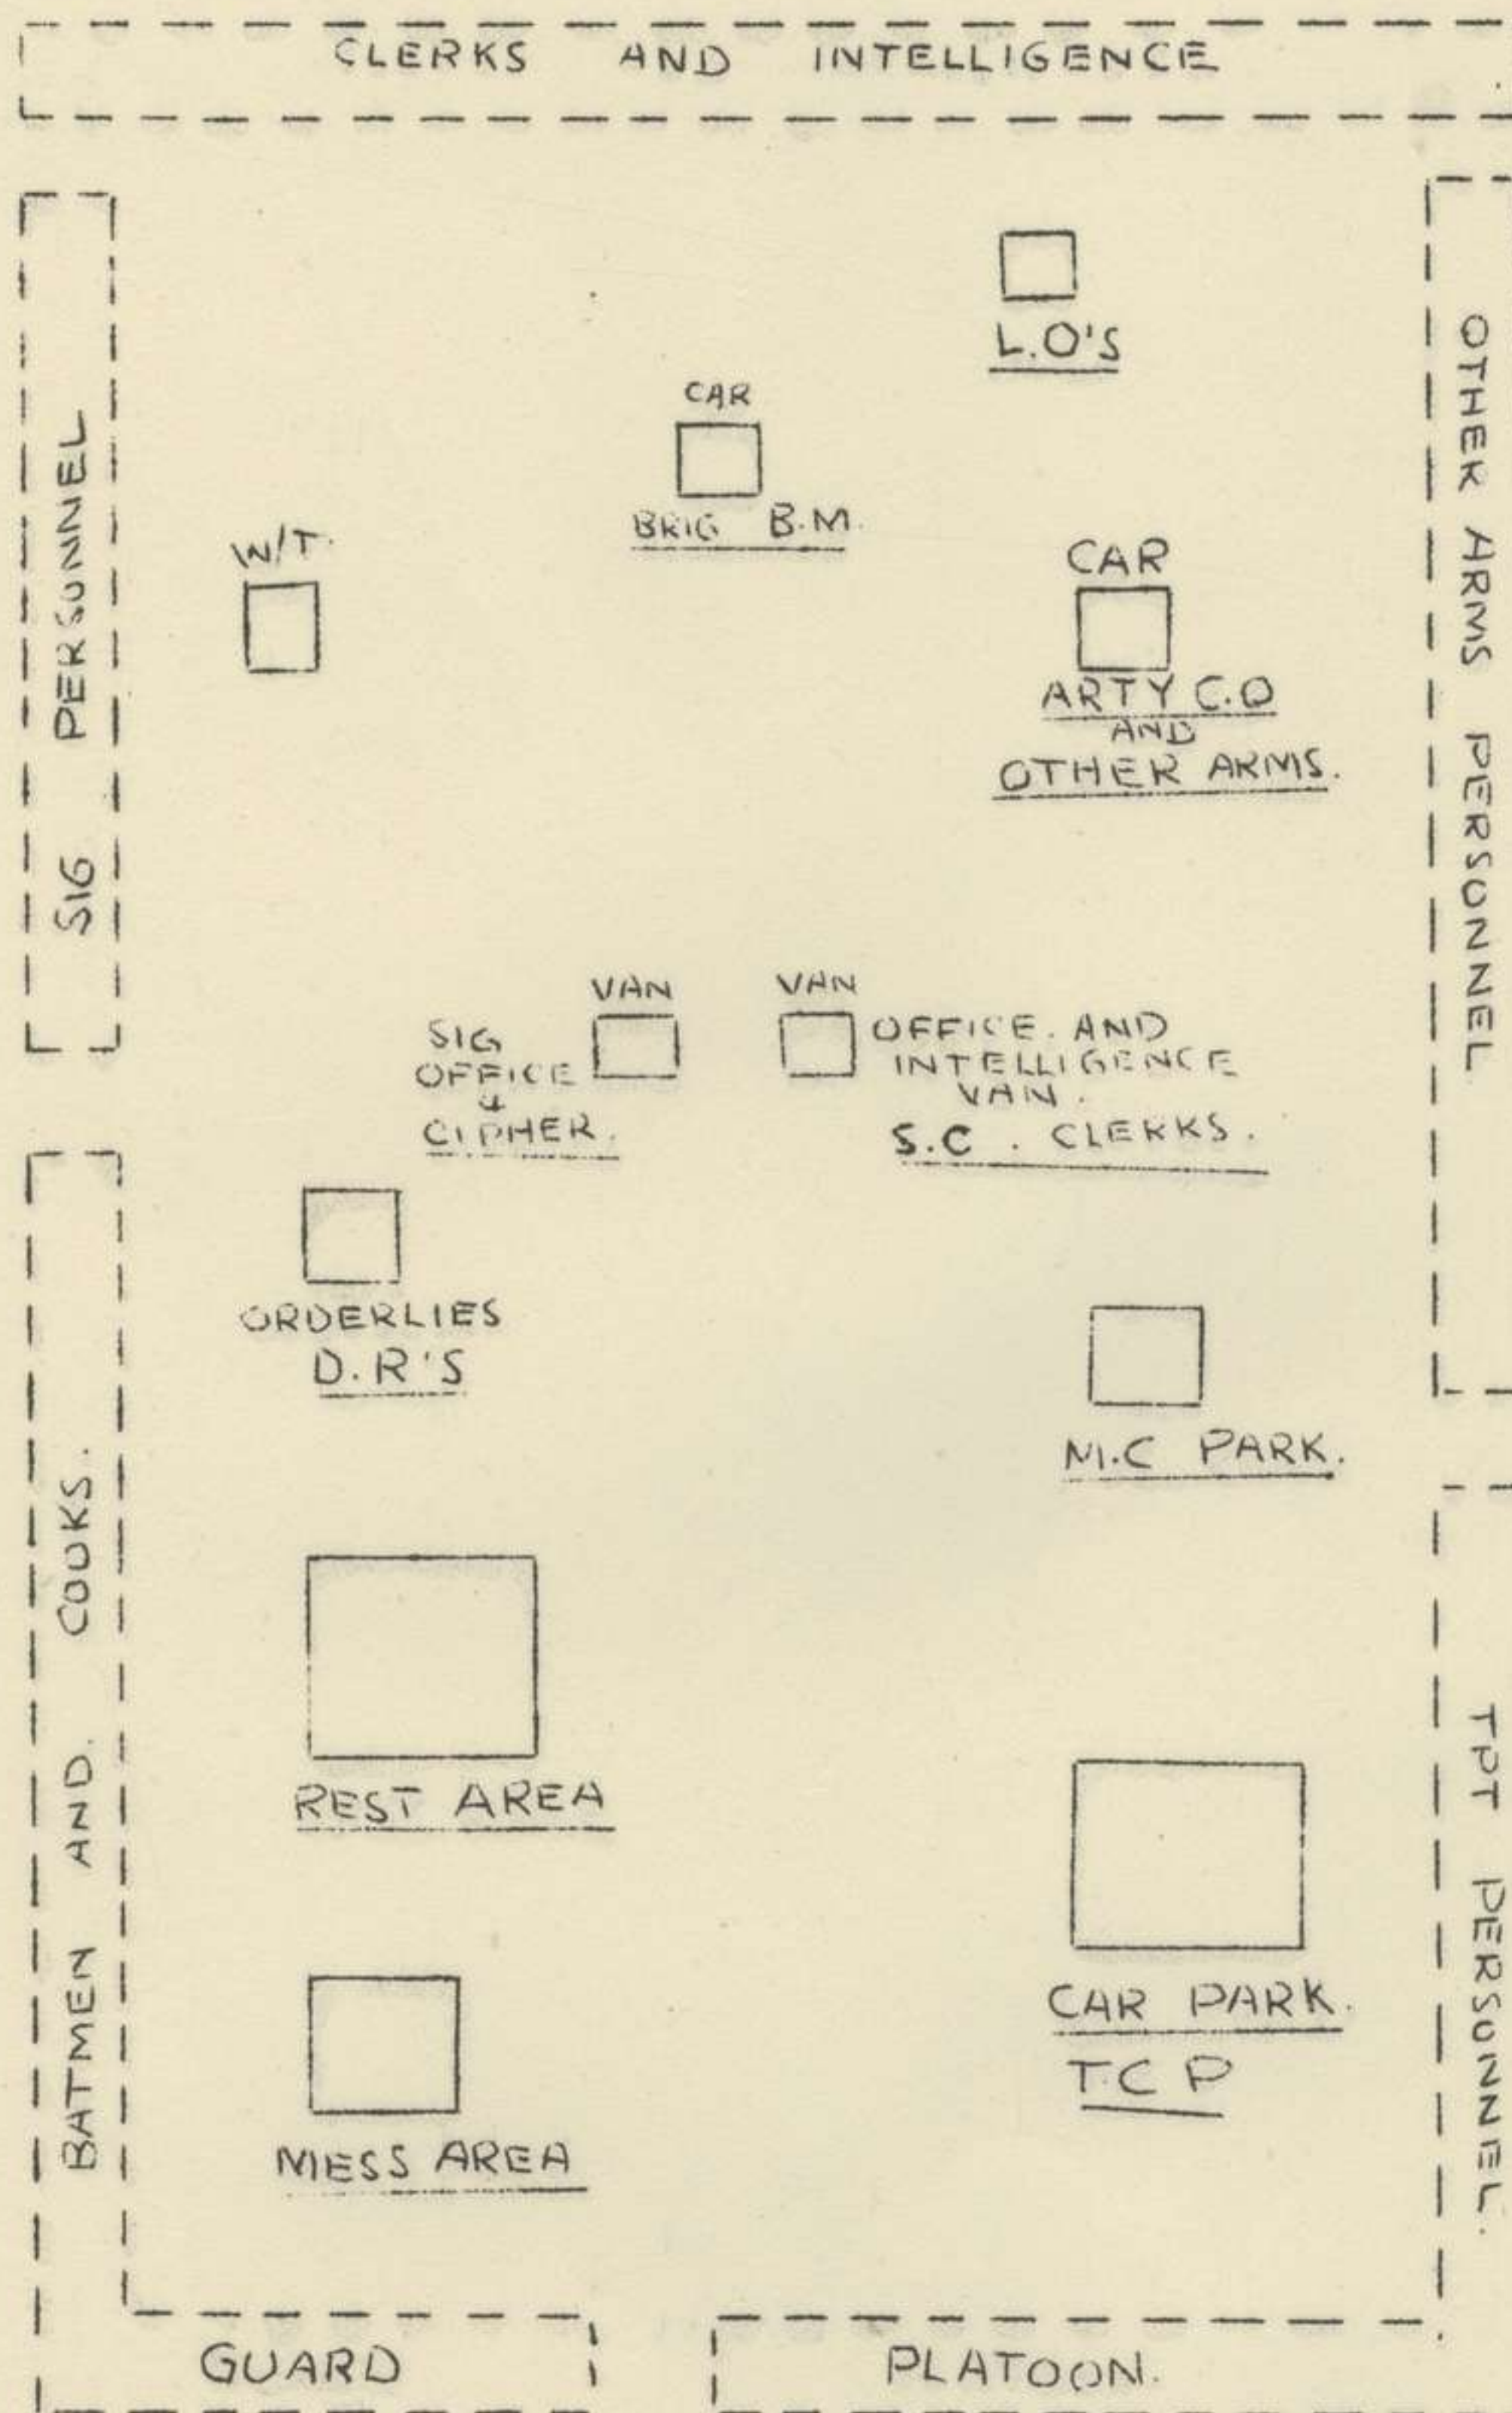 CLERKS AND INTELLIGENCE
L.O'S
CAR
BRIG B.M.
W/T.
CAR
ARTY C.O
AND
OTHER ARMS.
SIG PERSONNEL
OTHER ARMS PERSONNEL
VAN
SIG
OFFICE
&
CIPHER.
VAN
OFFICE. AND
INTELLIGENCE
VAN.
S.C. CLERKS.
ORDERLIES
D.R'S
M.C PARK.
REST AREA
BATMEN AND. COOKS.
CAR PARK.
T.C P
TPT PERSONNEL.
MESS AREA
GUARD PLATOON.